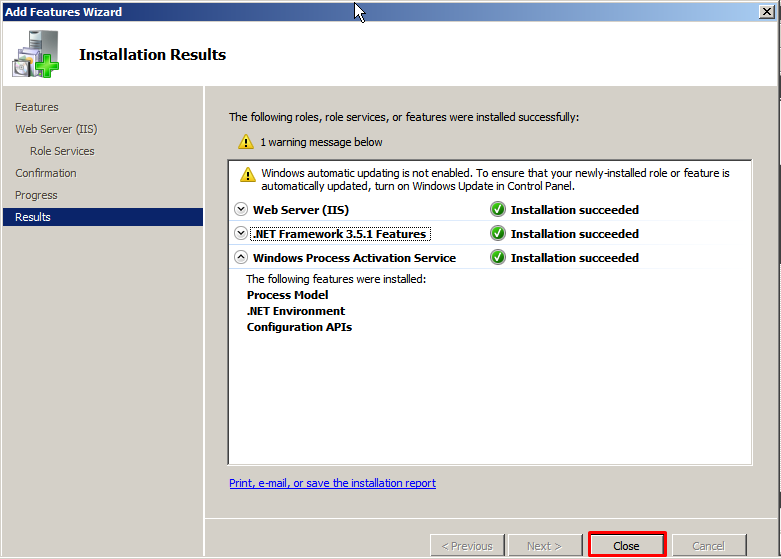 Add Features Wizard
Installation Results
Features
Web Server (IIS)
Role Services
Confirmation
Progress
Results
The following roles, role services, or features were installed successfully:
1 warning message below
Windows automatic updating is not enabled. To ensure that your newly-installed role or feature is
automatically updated, turn on Windows Update in Control Panel.
Web Server (IIS) Installation succeeded
.NET Framework 3.5.1 Features Installation succeeded
Windows Process Activation Service Installation succeeded
The following features were installed:
Process Model
.NET Environment
Configuration APIs
Print, e-mail, or save the installation report
< Previous Next > Close Cancel